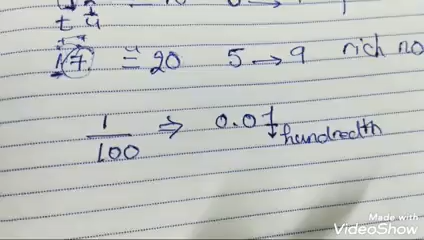 t u
17 = 20 5 → 9 rich no
1/100 ⇒ 0.01
hundredth
Made with
VideoShow